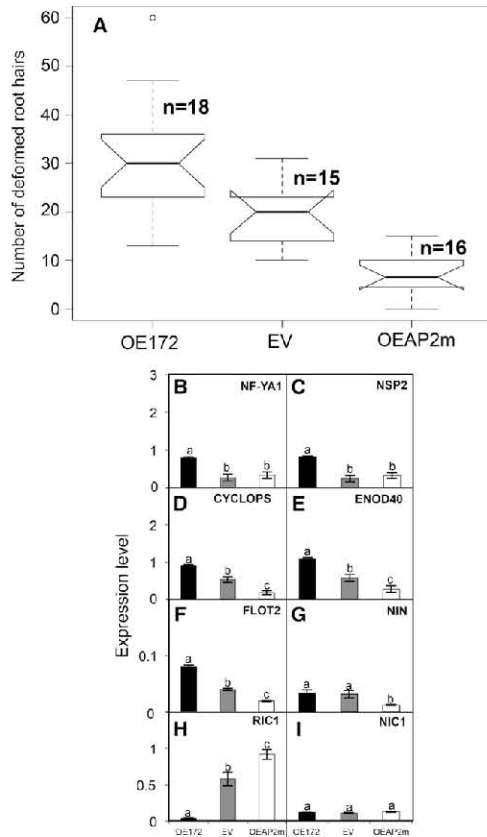 A
60
50
40
30
20
10
0
Number of deformed root hairs
n=18
n=15
n=16
OE172 EV OEAP2m
B NF-YA1 C NSP2
3
2
1
0
a b b a b b
D CYCLOPS E ENOD40
2
1
0
a b c a b c
F FLOT2 G NIN
0.1
0
a b c a a b
H RIC1 I NIC1
1
0.5
0
a b c a a a
Expression level
OE172 EV OEAP2m OE172 EV OEAP2m